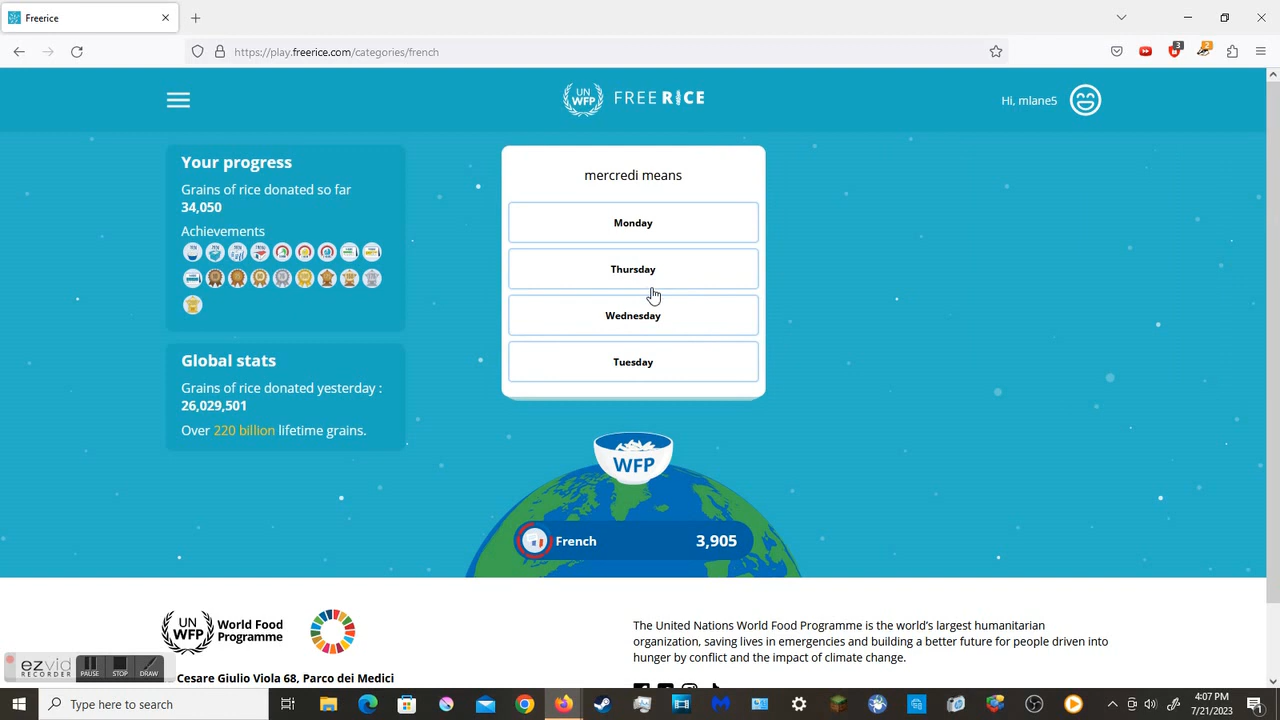 Freerice
https://play.freerice.com/categories/french
3
2
UN
WFP
FREERICE
Hi, mlane5
Your progress
Grains of rice donated so far
34,050
Achievements
mercredi means
Monday
Thursday
Wednesday
Tuesday
Global stats
Grains of rice donated yesterday :
26,029,501
Over 220 billion lifetime grains.
WFP
French
3,905
UN
WFP
World Food
Programme
The United Nations World Food Programme is the world's largest humanitarian
organization, saving lives in emergencies and building a better future for people driven into
hunger by conflict and the impact of climate change.
Cesare Giulio Viola 68, Parco dei Medici
ezvid
RECORDER
PAUSE
STOP
DRAW
Type here to search
4:07 PM
7/21/2023